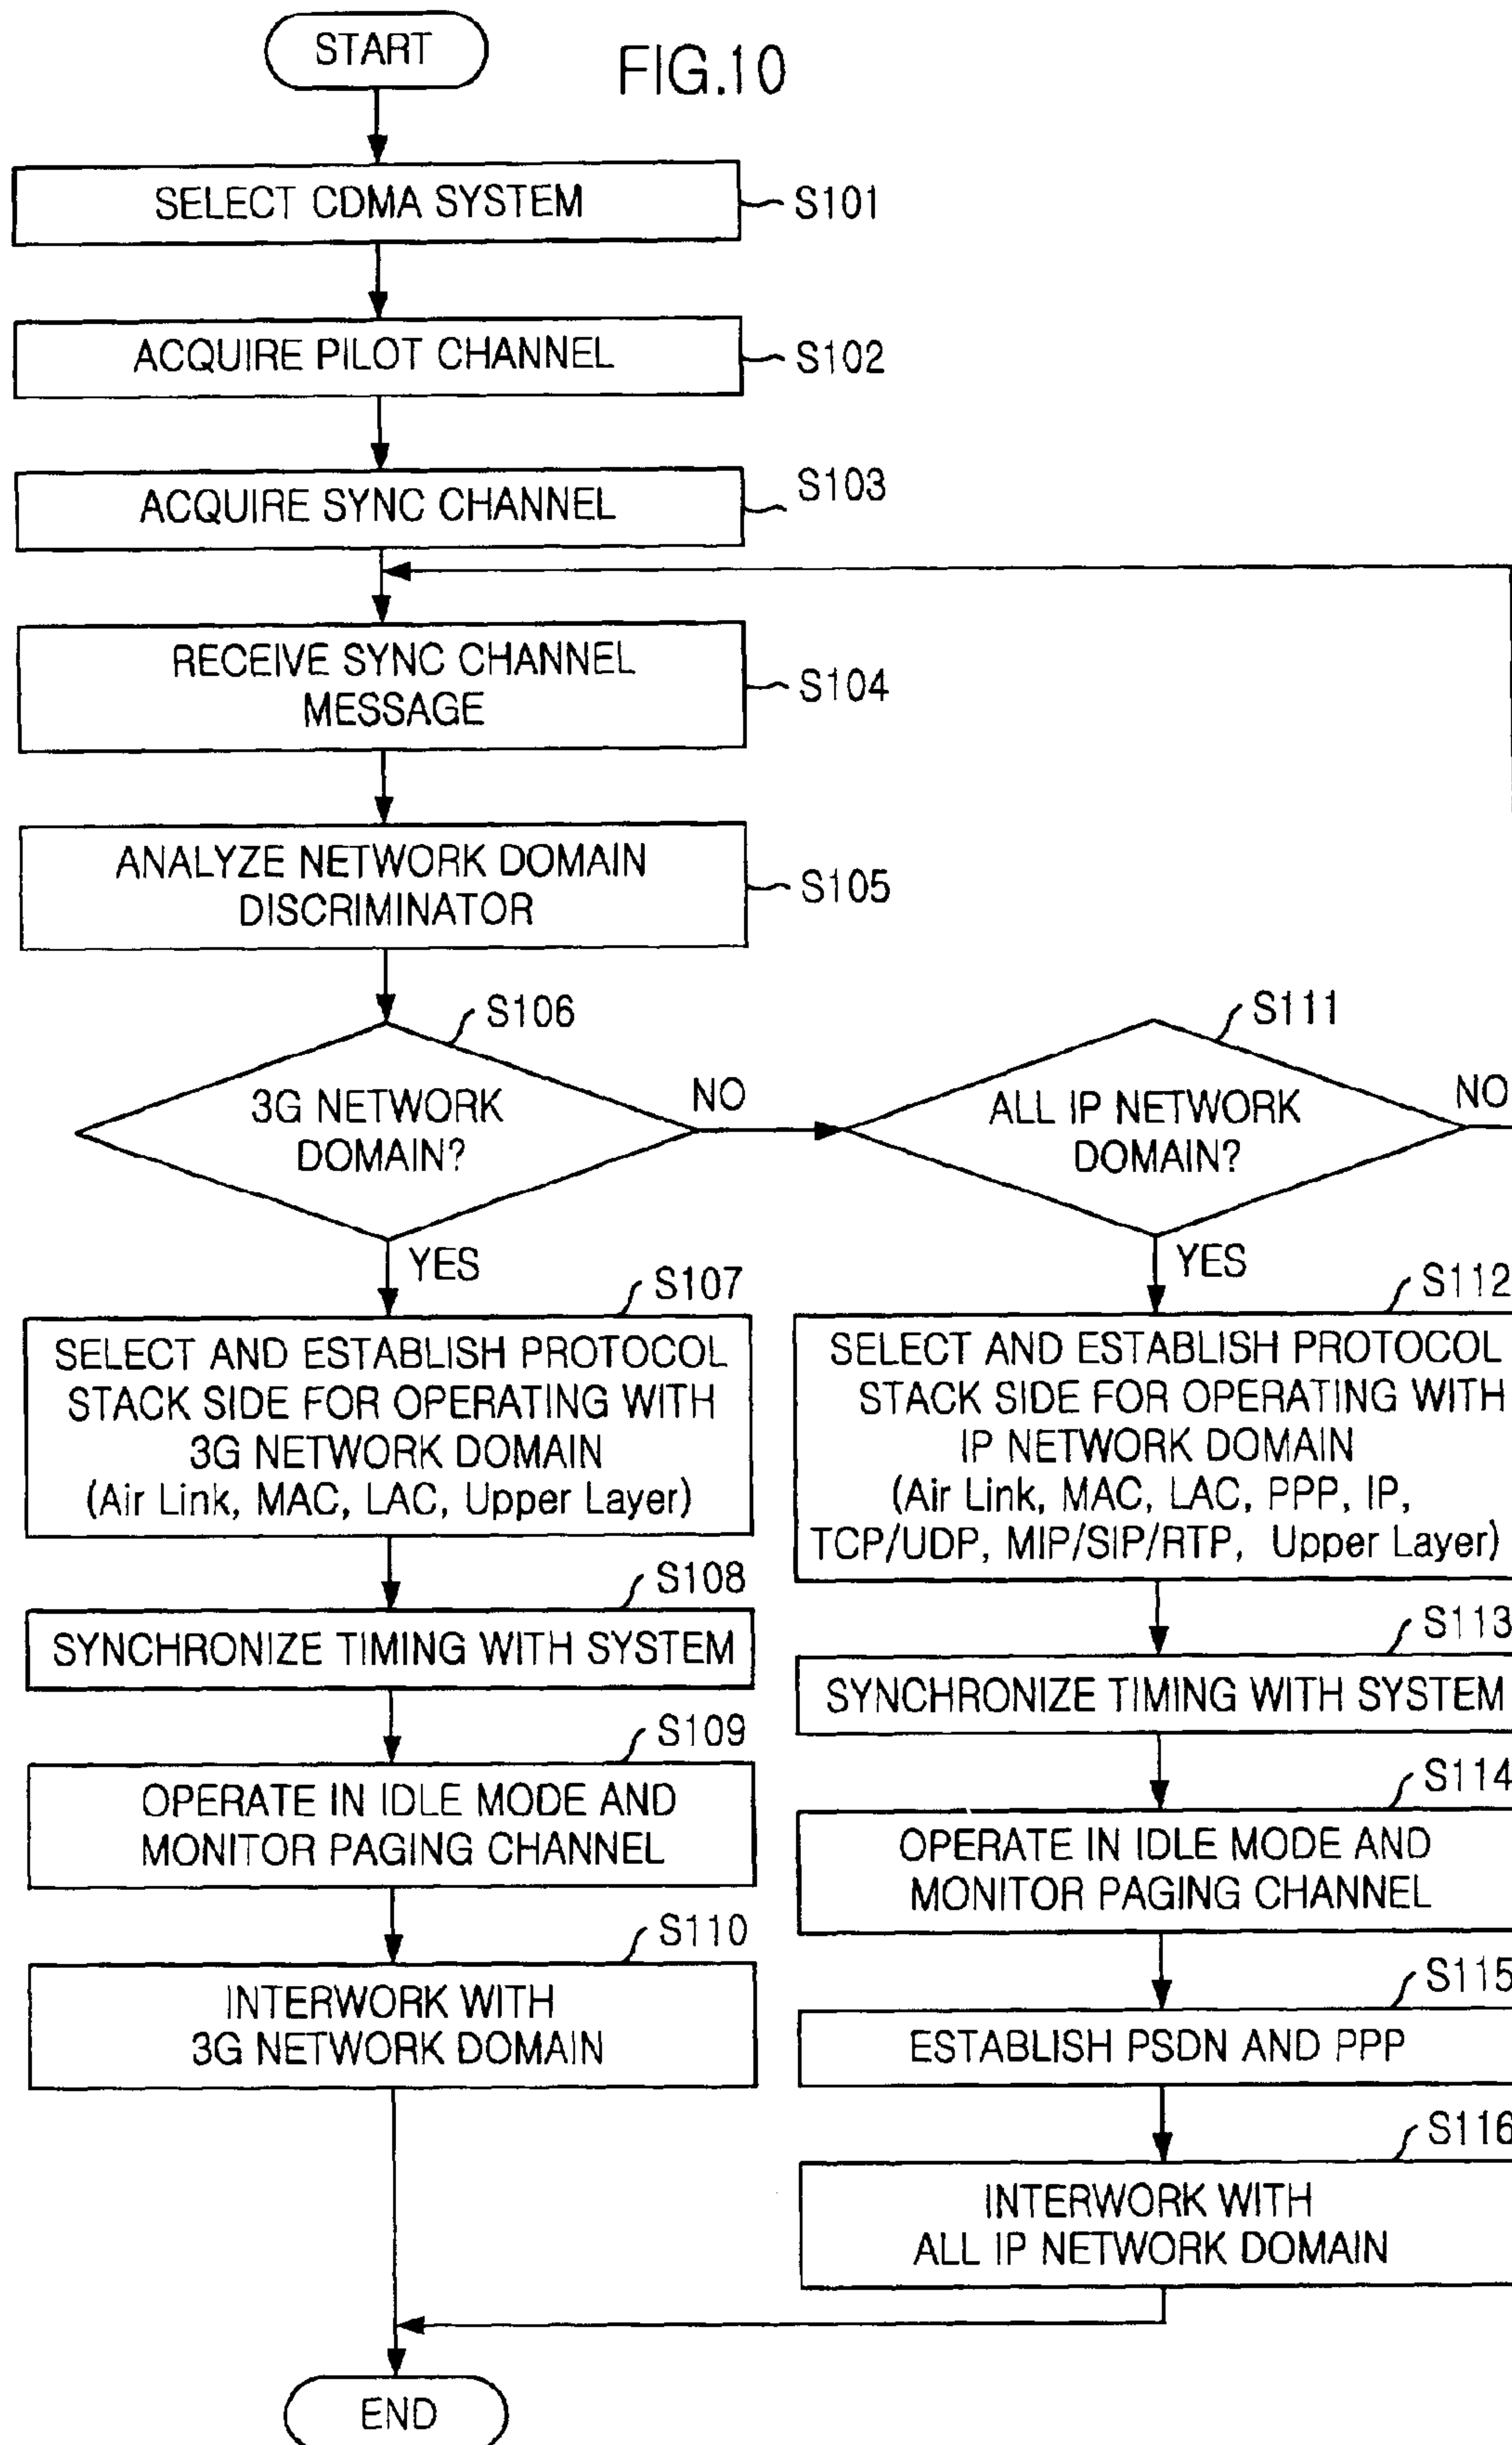 START
FIG.10
SELECT CDMA SYSTEM
S101
ACQUIRE PILOT CHANNEL
S102
ACQUIRE SYNC CHANNEL
S103
RECEIVE SYNC CHANNEL
MESSAGE
S104
ANALYZE NETWORK DOMAIN
DISCRIMINATOR
S105
S106
3G NETWORK
DOMAIN?
NO
YES
S111
ALL IP NETWORK
DOMAIN?
NO
YES
S107
SELECT AND ESTABLISH PROTOCOL
STACK SIDE FOR OPERATING WITH
3G NETWORK DOMAIN
(Air Link, MAC, LAC, Upper Layer)
S108
SYNCHRONIZE TIMING WITH SYSTEM
S109
OPERATE IN IDLE MODE AND
MONITOR PAGING CHANNEL
S110
INTERWORK WITH
3G NETWORK DOMAIN
S112
SELECT AND ESTABLISH PROTOCOL
STACK SIDE FOR OPERATING WITH
IP NETWORK DOMAIN
(Air Link, MAC, LAC, PPP, IP,
TCP/UDP, MIP/SIP/RTP, Upper Layer)
S113
SYNCHRONIZE TIMING WITH SYSTEM
S114
OPERATE IN IDLE MODE AND
MONITOR PAGING CHANNEL
S115
ESTABLISH PSDN AND PPP
S116
INTERWORK WITH
ALL IP NETWORK DOMAIN
END